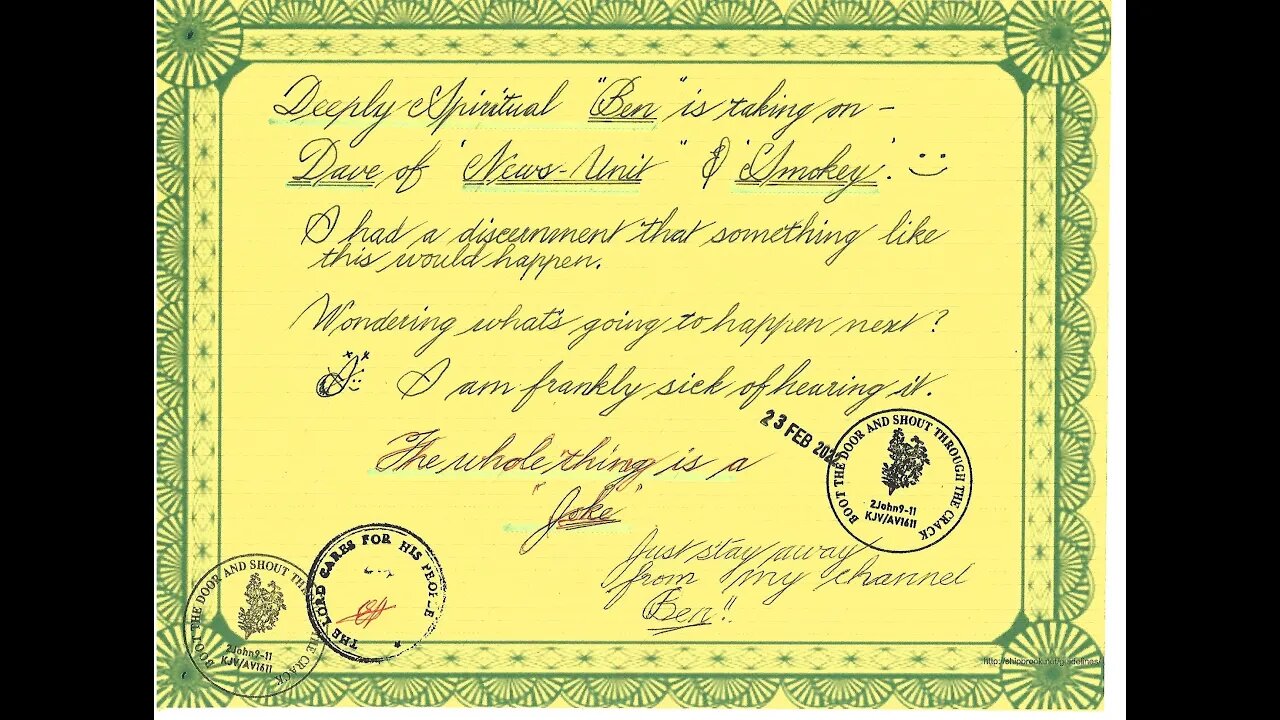 Deeply Spiritual "Ben" is taking on –
Dave of "News-Unit" & 'Smokey'. :)
I had a discernment that something like
this would happen.
Wondering what's going to happen next?
I am frankly sick of hearing it.
23 FEB
The whole thing is a
"Joke"
BOOT THE DOOR AND SHOUT THROUGH THE CRACK
2John9-11
KJV/AV1611
Just stay away
from my channel
Ben!!
THE LORD CARES FOR HIS PEOPLE
BOOT THE DOOR AND SHOUT THE CRACK
2John9-11
KJV/AV1611